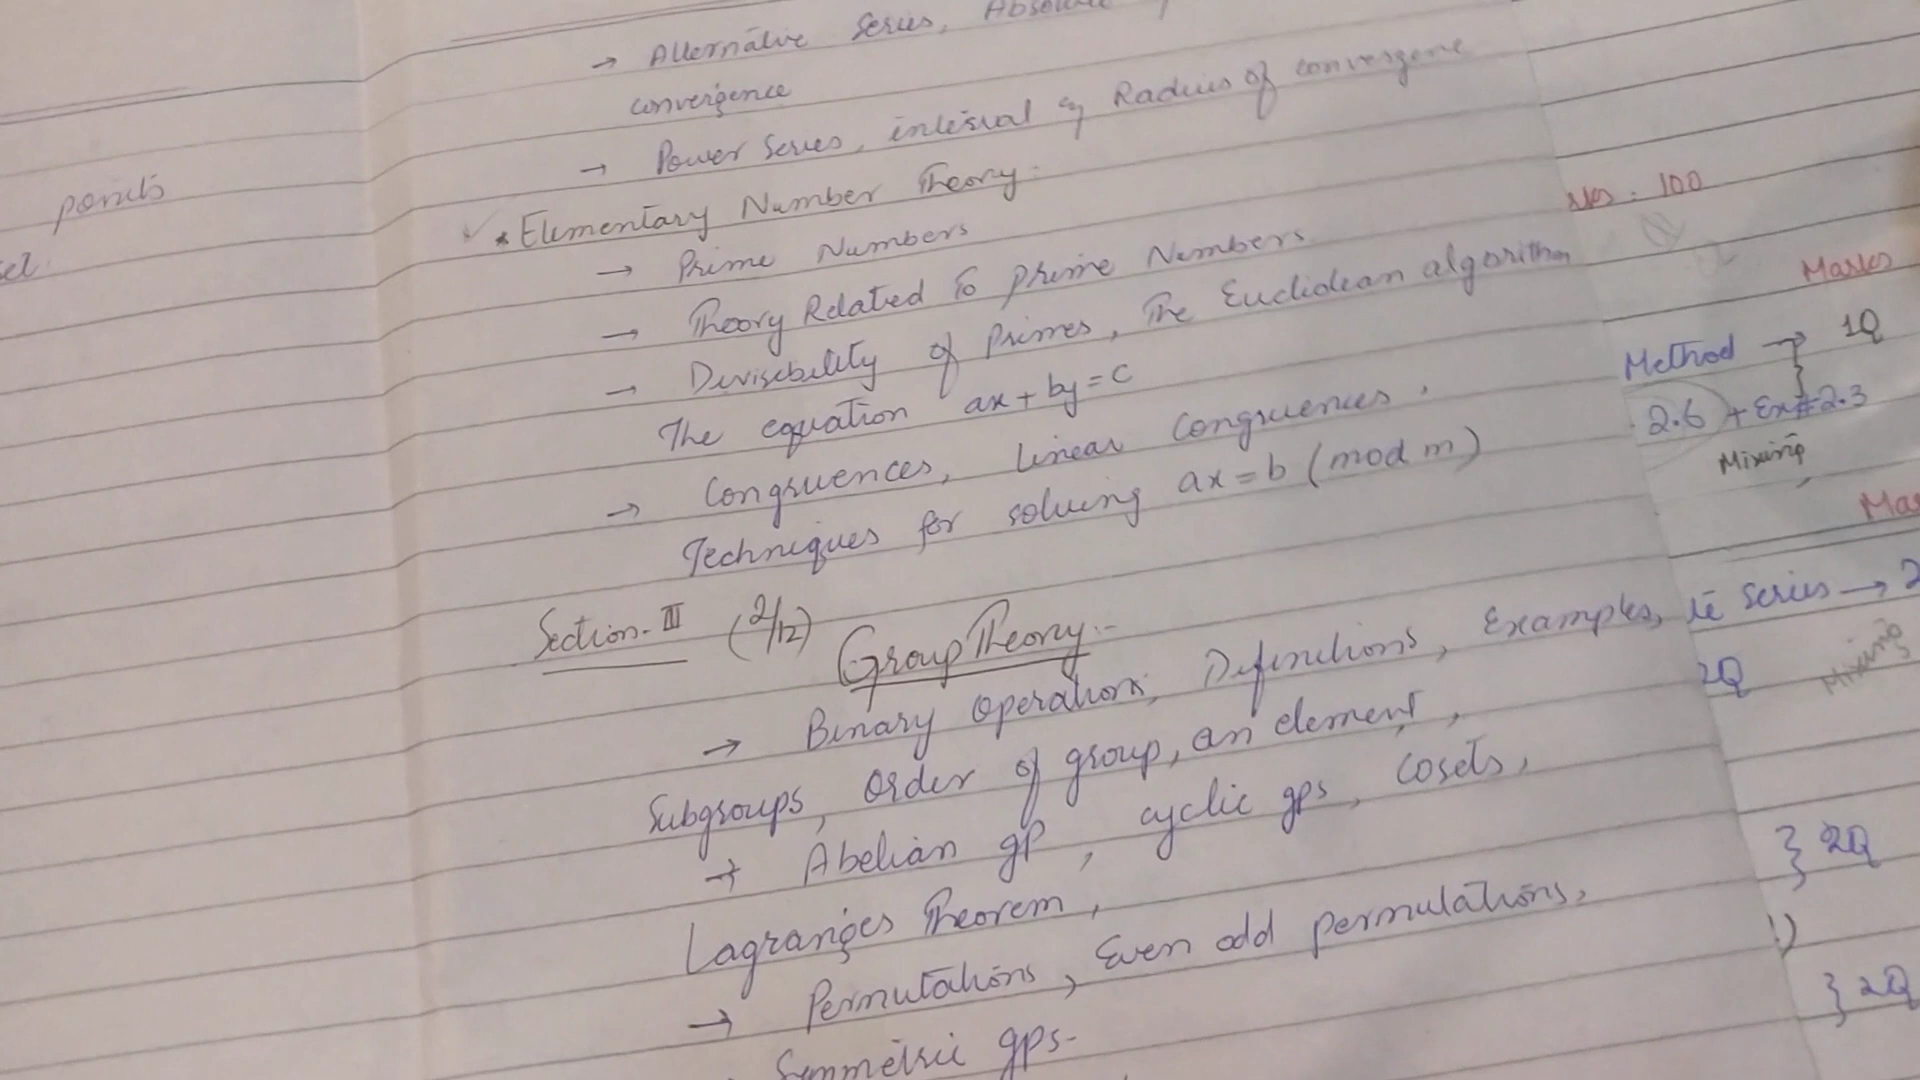 → Alternative Series, Absolute
convergence
→ Power Series, interval & Radius of convergene
* Elementary Number Theory:-
→ Prime Numbers
→ Theory Related to prime Numbers.
→ Divisibility of Primes, The Euclidean algorithm
The equation ax + by = c
→ Congruences, linear Congruences,
Techniques for solving ax = b (mod m)
Section-III (2/12)
Group Theory:-
→ Binary operations, Definitions, Examples,
Subgroups, Order of group, an element,
→ Abelian gp, cyclic gps, Cosets,
Lagranges Theorem,
→ Permutations, Even odd permutations,
Symmetric gps-
points
: 100
Marks
Method → 1Q
2.6 + Ex# 2.3
Mixing
Mar
series → 2
2Q
Mixing
} 2Q
} 2Q